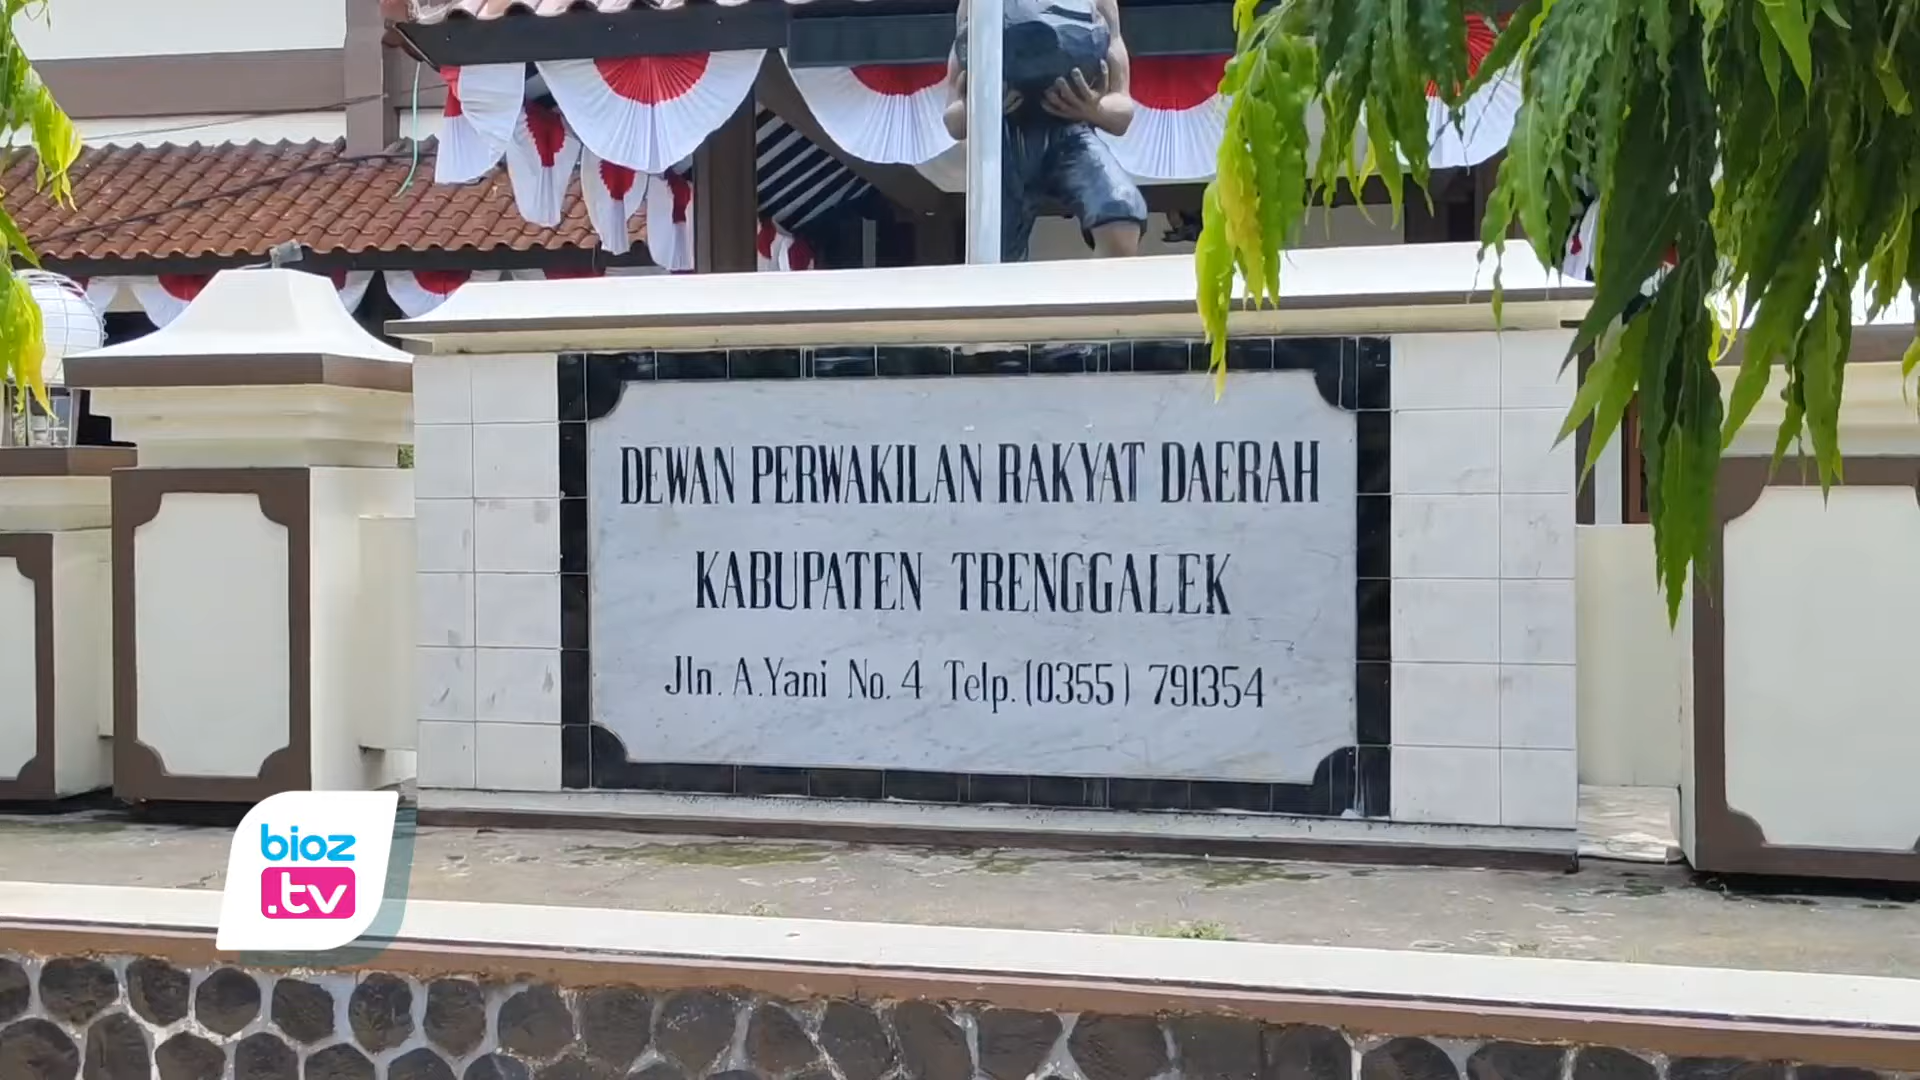 DEWAN PERWAKILAN RAKYAT DAERAH
KABUPATEN TRENGGALEK
Jln. A.Yani No. 4 Telp. (0355) 791354
bioz
.tv